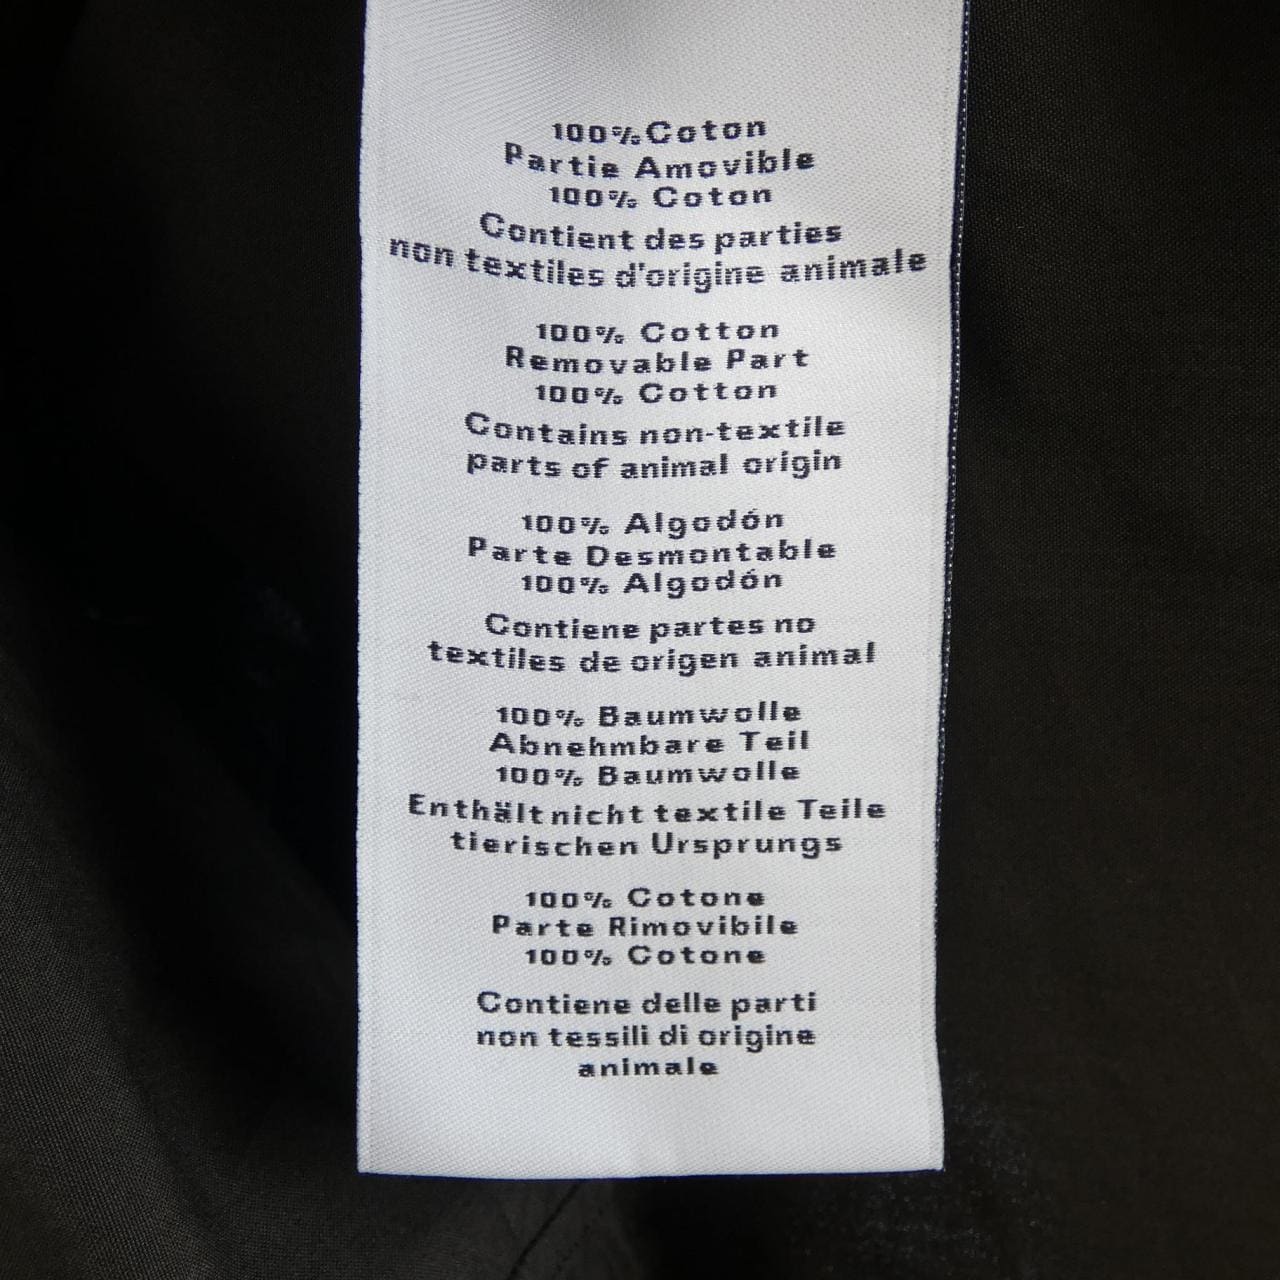 100% Coton
Partie Amovible
100% Coton
Contient des parties
non textiles d'origine animale
100% Cotton
Removable Part
100% Cotton
Contains non-textile
parts of animal origin
100% Algodón
Parte Desmontable
100% Algodón
Contiene partes no
textiles de origen animal
100% Baumwolle
Abnehmbare Teil
100% Baumwolle
Enthält nicht textile Teile
tierischen Ursprungs
100% Cotone
Parte Rimovibile
100% Cotone
Contiene delle parti
non tessili di origine
animale